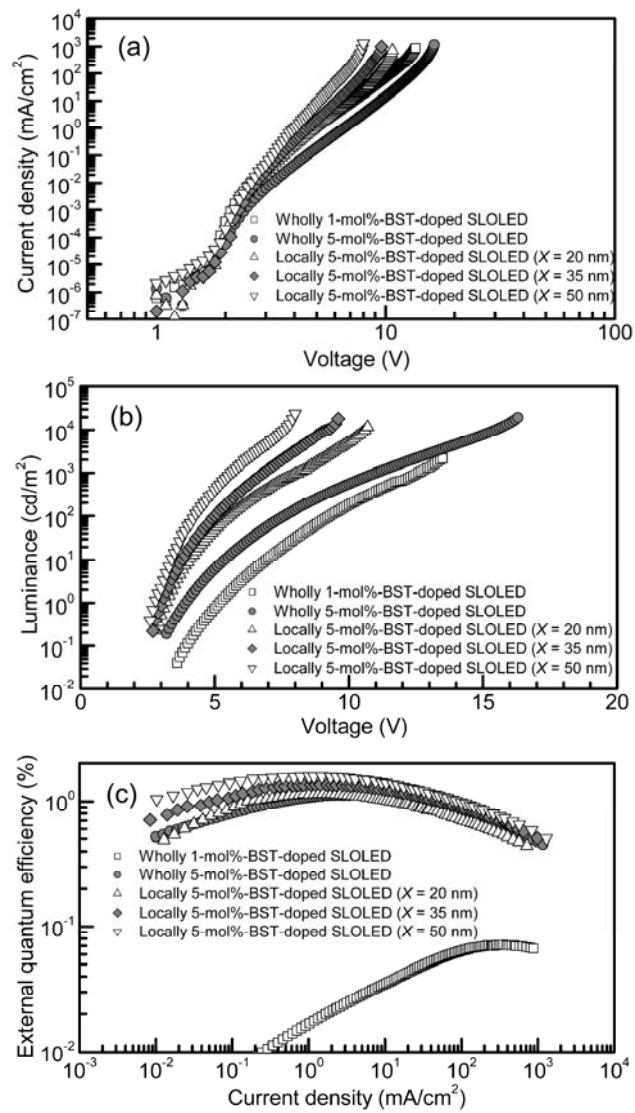 (a)
Current density (mA/cm²)
10³
10²
10¹
10⁰
10⁻¹
10⁻²
10⁻³
10⁻⁴
10⁻⁵
10⁻⁶
10⁻⁷
Wholly 1-mol%-BST-doped SLOLED
Wholly 5-mol%-BST-doped SLOLED
Locally 5-mol%-BST-doped SLOLED (X = 20 nm)
Locally 5-mol%-BST-doped SLOLED (X = 35 nm)
Locally 5-mol%-BST-doped SLOLED (X = 50 nm)
1 10 100
Voltage (V)
(b)
Luminance (cd/m²)
10⁵
10⁴
10³
10²
10¹
10⁰
10⁻¹
10⁻²
Wholly 1-mol%-BST-doped SLOLED
Wholly 5-mol%-BST-doped SLOLED
Locally 5-mol%-BST-doped SLOLED (X = 20 nm)
Locally 5-mol%-BST-doped SLOLED (X = 35 nm)
Locally 5-mol%-BST-doped SLOLED (X = 50 nm)
5 10 15 20
Voltage (V)
(c)
External quantum efficiency (%)
10⁰
10⁻¹
10⁻²
Wholly 1-mol%-BST-doped SLOLED
Wholly 5-mol%-BST-doped SLOLED
Locally 5-mol%-BST-doped SLOLED (X = 20 nm)
Locally 5-mol%-BST-doped SLOLED (X = 35 nm)
Locally 5-mol%-BST-doped SLOLED (X = 50 nm)
10⁻³ 10⁻² 10⁻¹ 10⁰ 10¹ 10² 10³ 10⁴
Current density (mA/cm²)